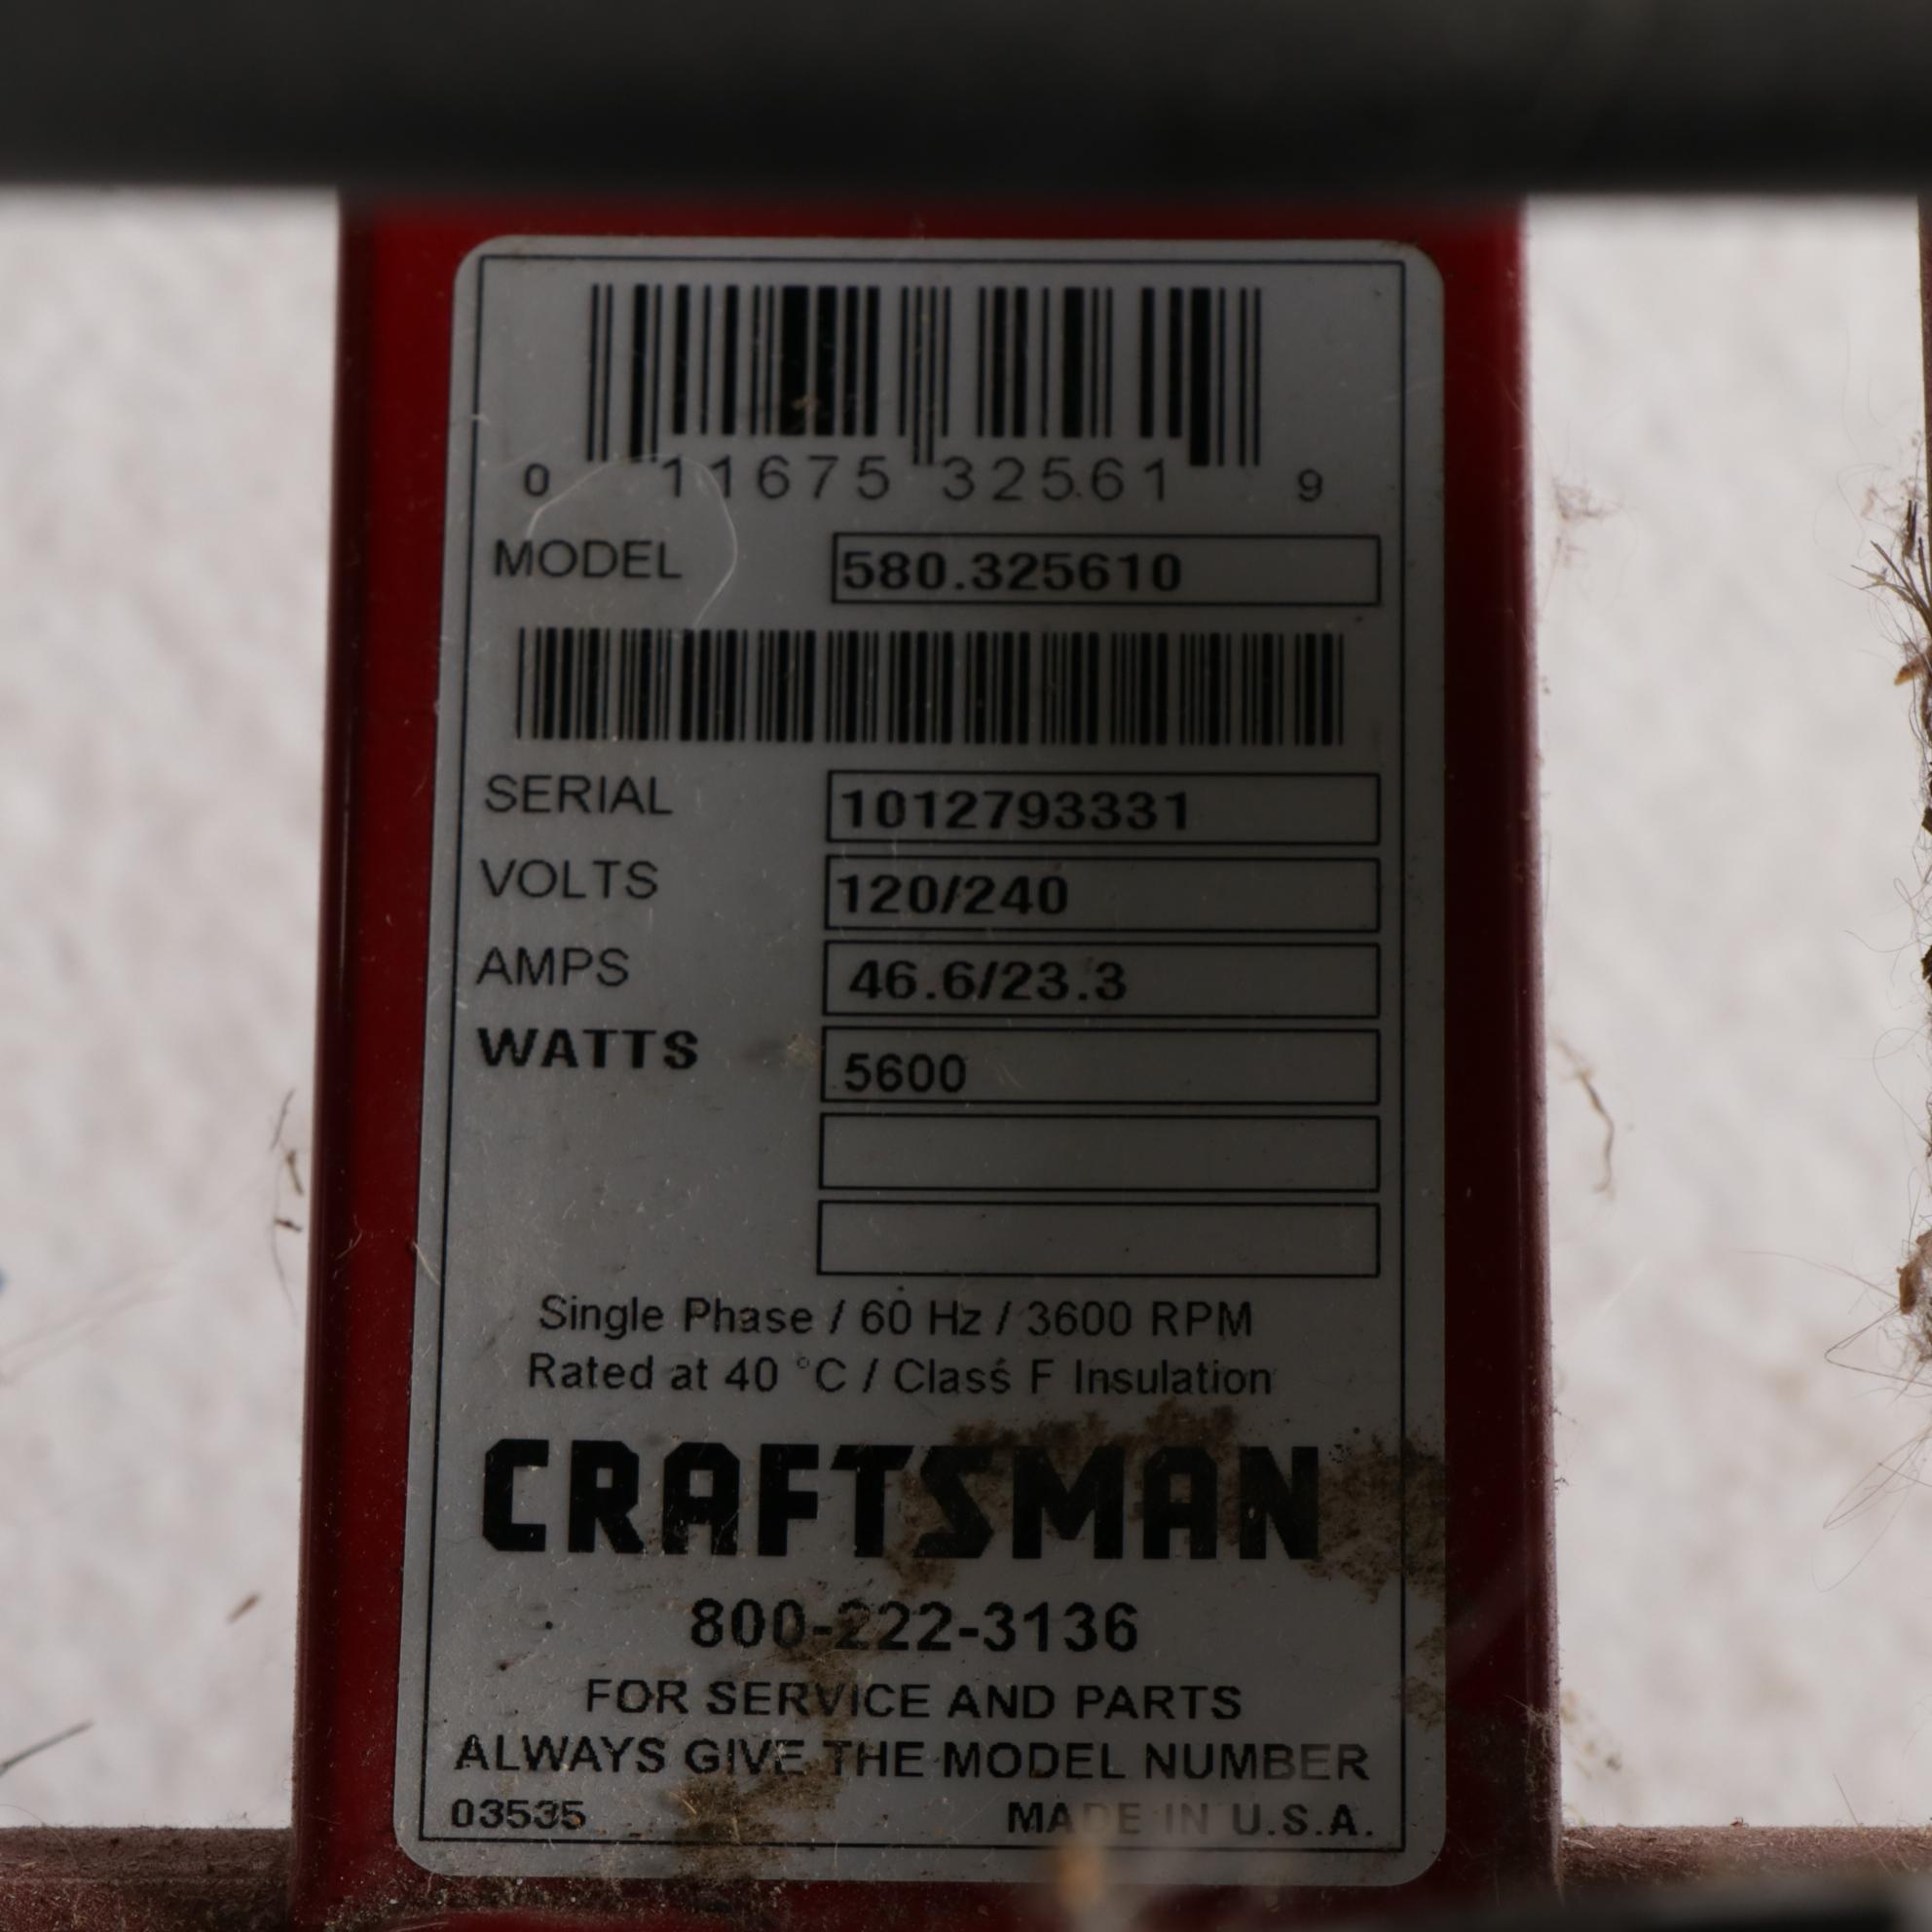 0 11675 32561 9
MODEL 580.325610
SERIAL 1012793331
VOLTS 120/240
AMPS 46.6/23.3
WATTS 5600
Single Phase / 60 Hz / 3600 RPM
Rated at 40 °C / Class F Insulation
CRAFTSMAN
800-222-3136
FOR SERVICE AND PARTS
ALWAYS GIVE THE MODEL NUMBER
03535 MADE IN U.S.A.